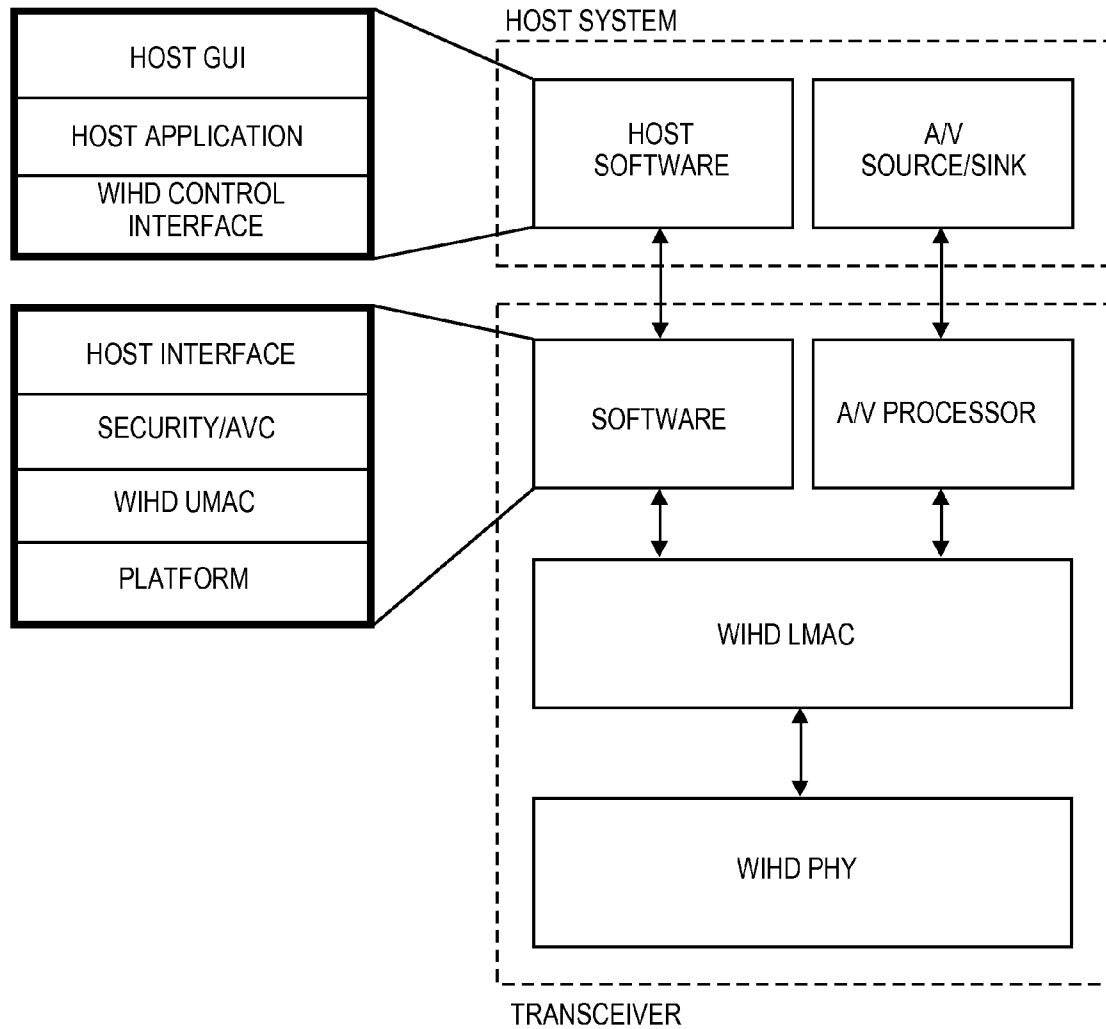 HOST SYSTEM
HOST GUI
HOST APPLICATION
WIHD CONTROL
INTERFACE
HOST
SOFTWARE
A/V
SOURCE/SINK
HOST INTERFACE
SECURITY/AVC
WIHD UMAC
PLATFORM
SOFTWARE
A/V PROCESSOR
WIHD LMAC
WIHD PHY
TRANSCEIVER